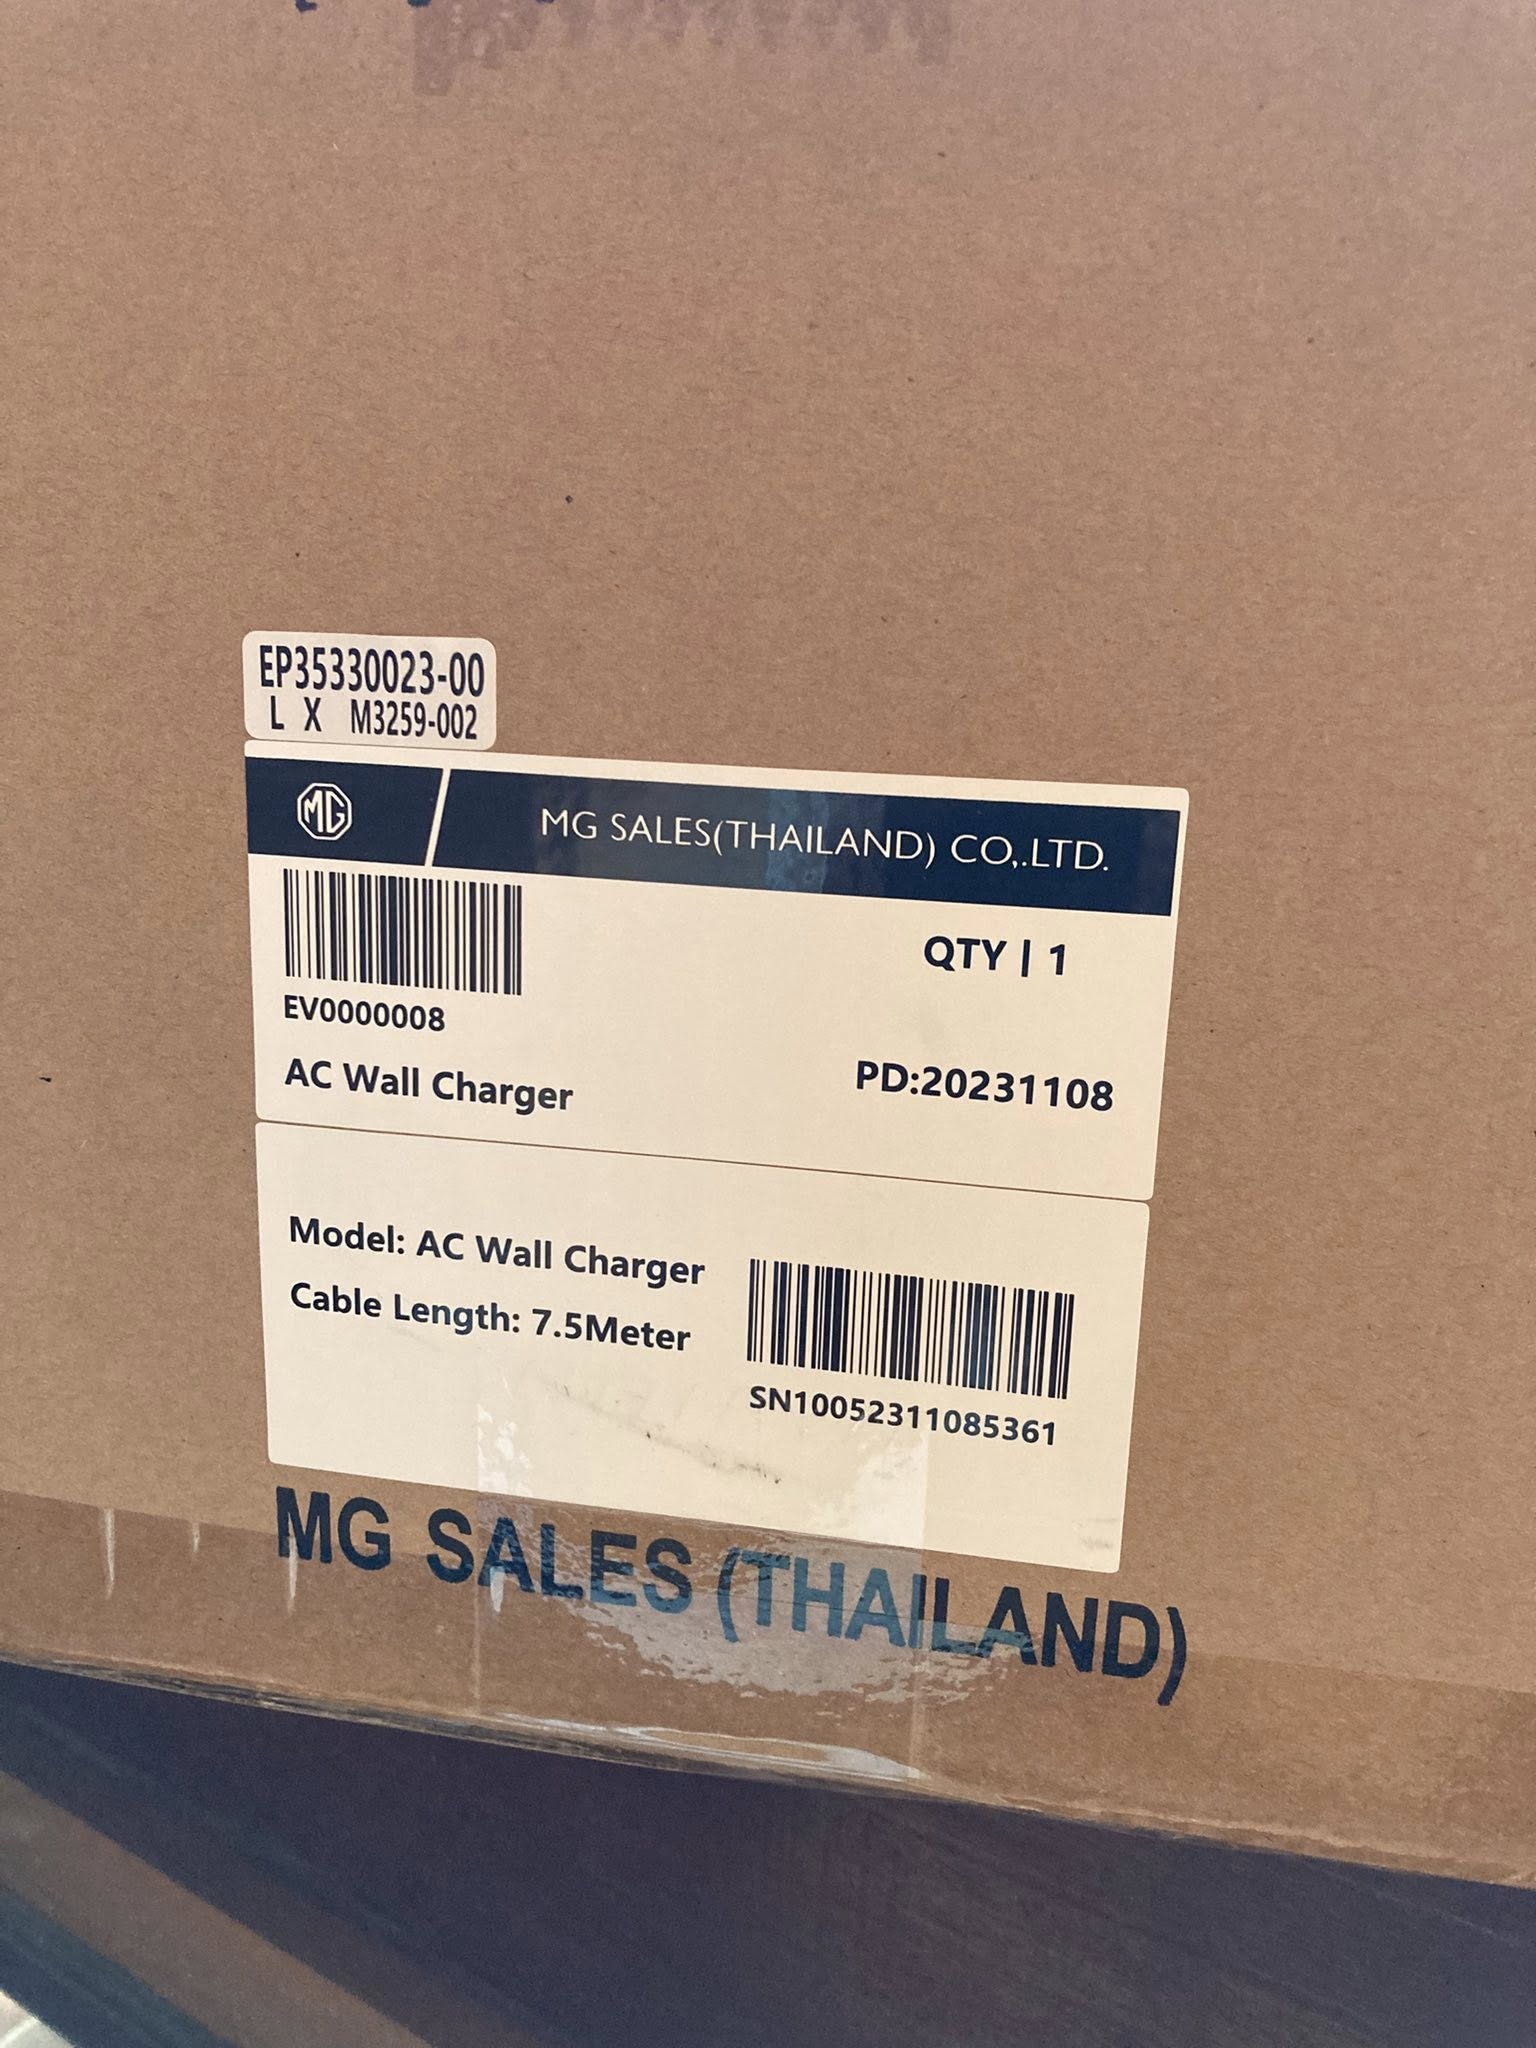 EP35330023-00
L X M3259-002
MG
MG SALES(THAILAND) CO,.LTD.
QTY | 1
EV0000008
AC Wall Charger
PD:20231108
Model: AC Wall Charger
Cable Length: 7.5Meter
SN10052311085361
MG SALES (THAILAND)